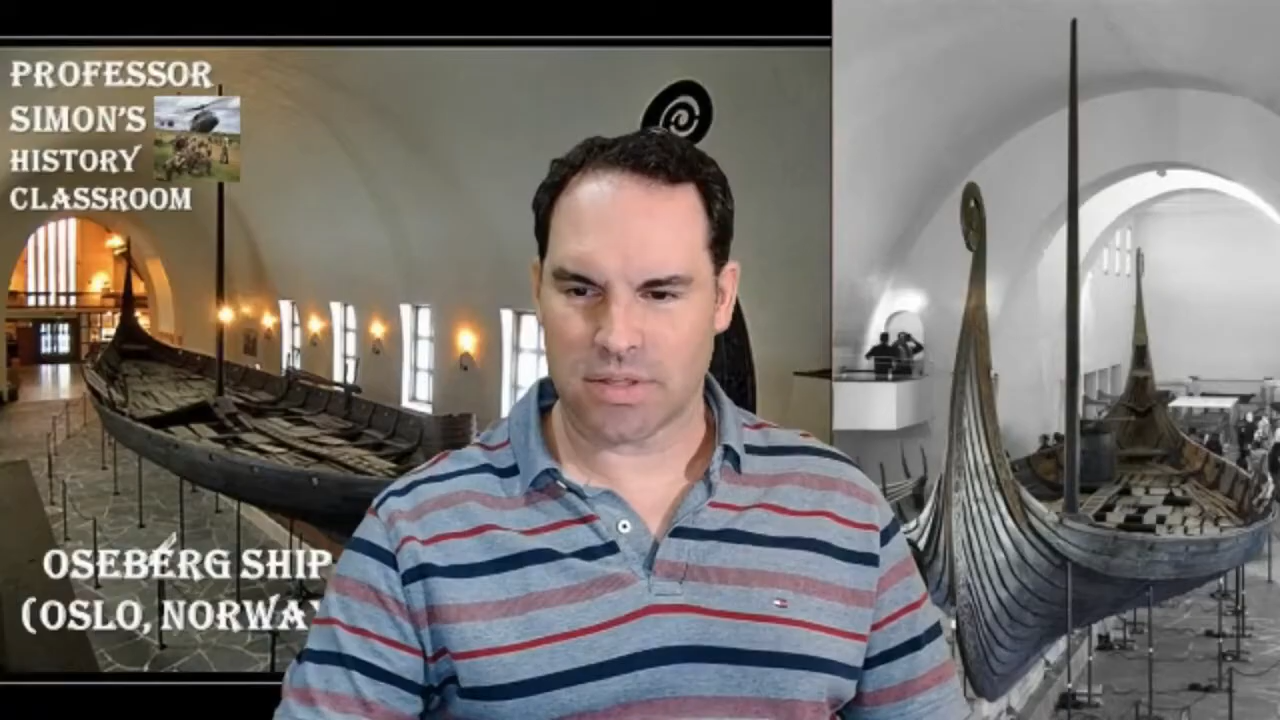 PROFESSOR
SIMON'S
HISTORY
CLASSROOM
OSEBERG SHIP
(OSLO, NORWAY